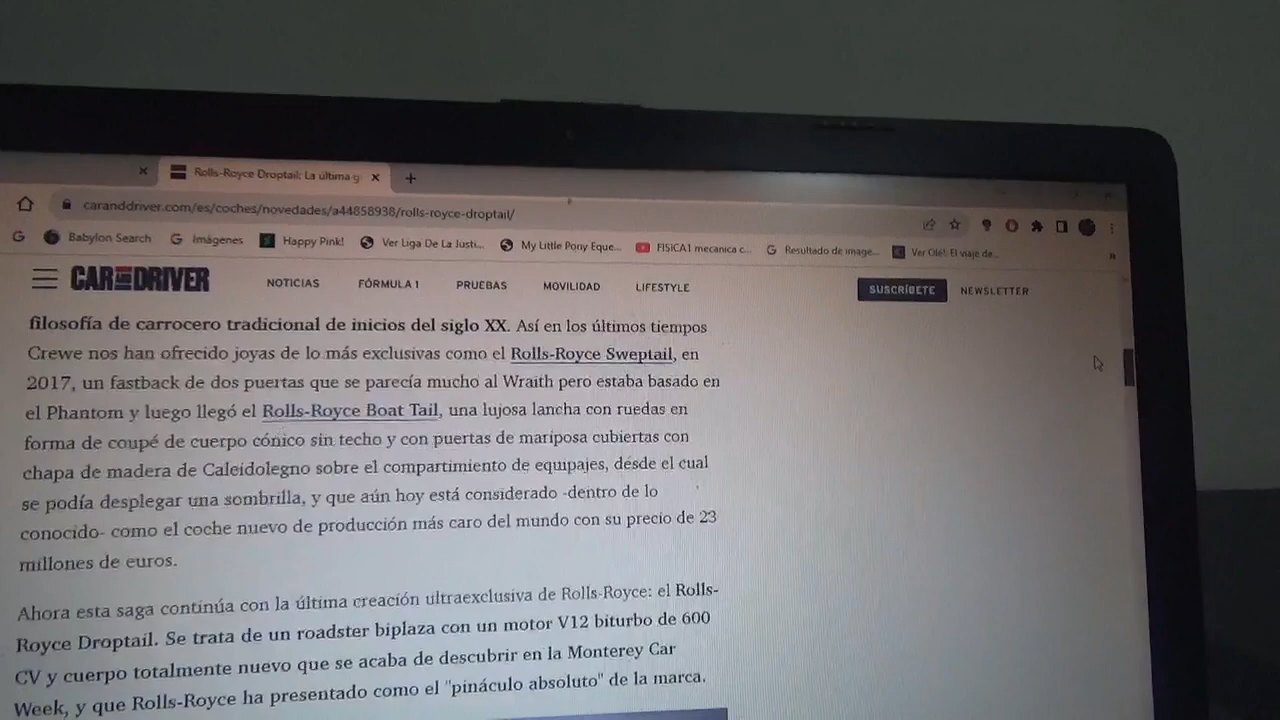 Rolls-Royce Droptail: La última g
caranddriver.com/es/coches/novedades/a44858938/rolls-royce-droptail/
Babylon Search Imágenes Happy Pink! Ver Liga De La Justi... My Little Pony Eque... FISICA1 mecanica c... Resultado de image... Ver Olé!: El viaje de...
CAR AND DRIVER NOTICIAS FÓRMULA 1 PRUEBAS MOVILIDAD LIFESTYLE SUSCRÍBETE NEWSLETTER
filosofía de carrocero tradicional de inicios del siglo XX. Así en los últimos tiempos
Crewe nos han ofrecido joyas de lo más exclusivas como el Rolls-Royce Sweptail, en
2017, un fastback de dos puertas que se parecía mucho al Wraith pero estaba basado en
el Phantom y luego llegó el Rolls-Royce Boat Tail, una lujosa lancha con ruedas en
forma de coupé de cuerpo cónico sin techo y con puertas de mariposa cubiertas con
chapa de madera de Caleidolegno sobre el compartimiento de equipajes, desde el cual
se podía desplegar una sombrilla, y que aún hoy está considerado -dentro de lo
conocido- como el coche nuevo de producción más caro del mundo con su precio de 23
millones de euros.
Ahora esta saga continúa con la última creación ultraexclusiva de Rolls-Royce: el Rolls-
Royce Droptail. Se trata de un roadster biplaza con un motor V12 biturbo de 600
CV y cuerpo totalmente nuevo que se acaba de descubrir en la Monterey Car
Week, y que Rolls-Royce ha presentado como el "pináculo absoluto" de la marca.